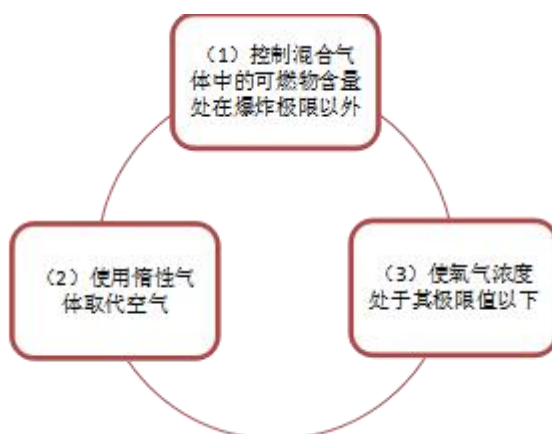 （1）控制混合气
体中的可燃物含量
处在爆炸极限以外
（2）使用惰性气
体取代空气
（3）使氧气浓度
处于其极限值以下